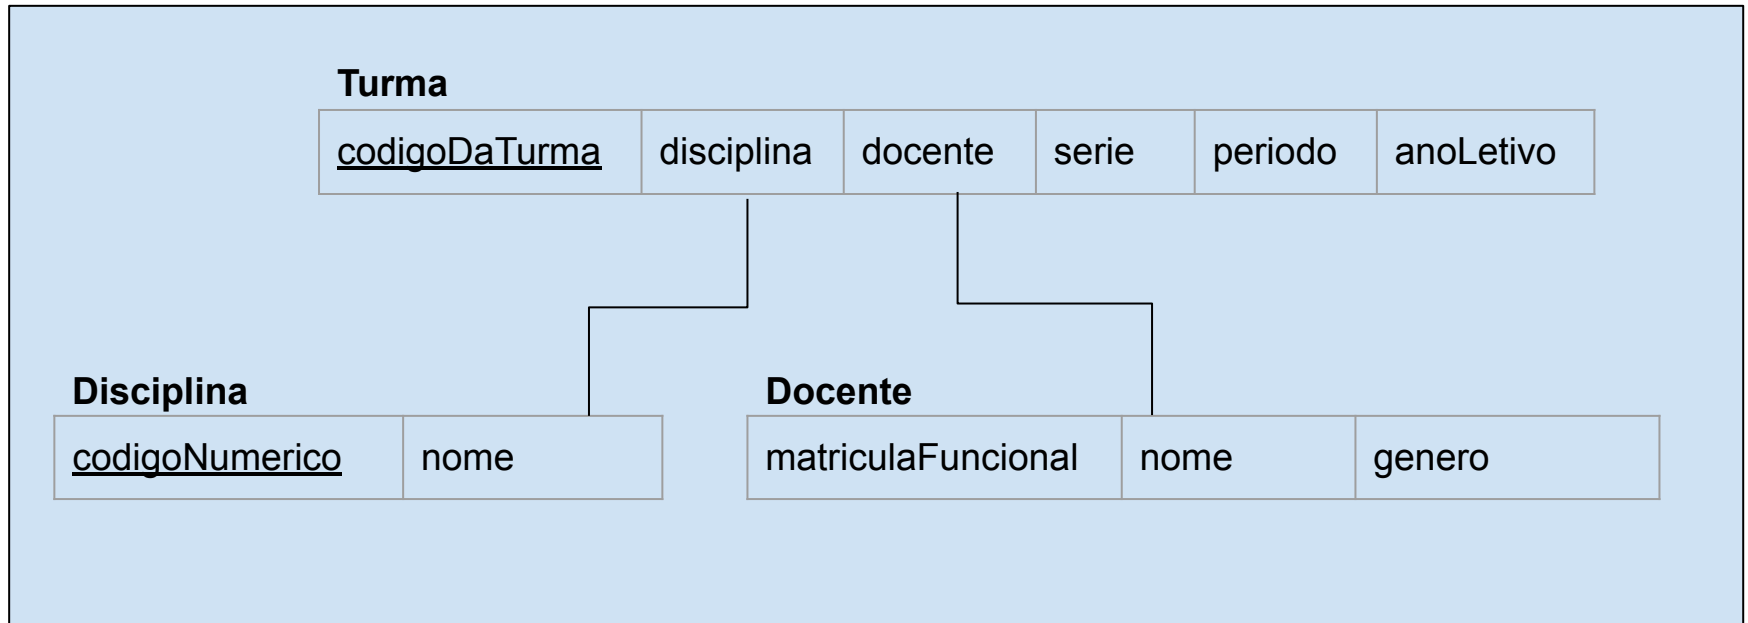 Turma
codigoDaTurma disciplina docente serie periodo anoLetivo
Disciplina
codigoNumerico nome
Docente
matriculaFuncional nome genero